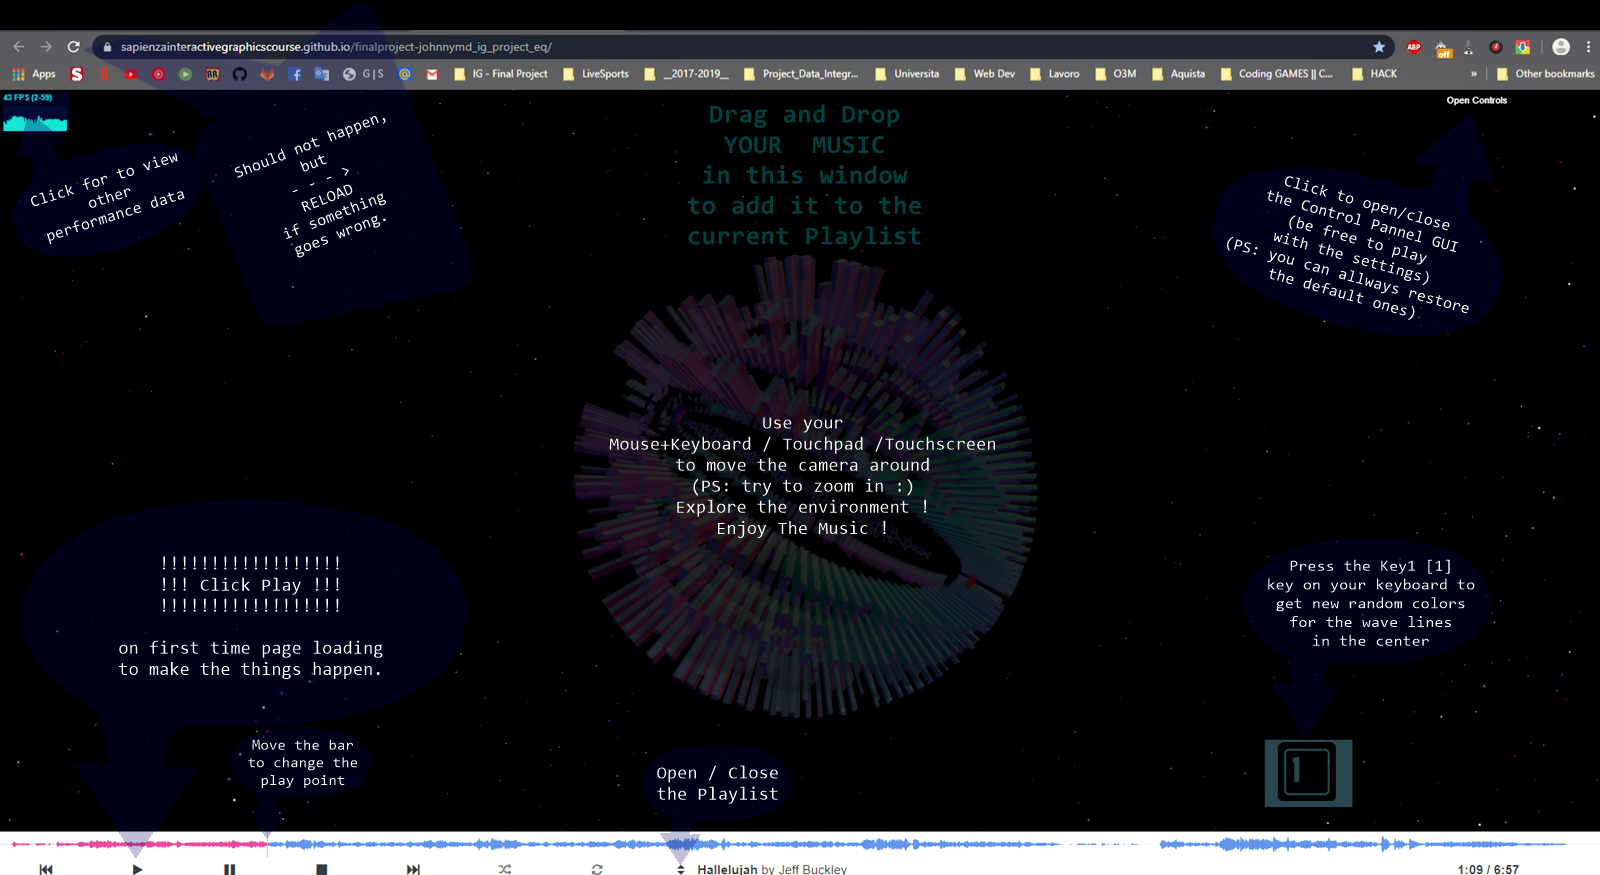 sapienzainteractivegraphicscourse.github.io/finalproject-johnnymd_ig_project_eq/
ABP
off
Apps
G | S
IG - Final Project
LiveSports
__2017-2019__
Project_Data_Integr...
Universita
Web Dev
Lavoro
O3M
Aquista
Coding GAMES || C...
HACK
»
Other bookmarks
43 FPS (2-59)
Open Controls
Click for to view
other
performance data
Should not happen,
but
- - - >
RELOAD
if something
goes wrong.
Drag and Drop
YOUR MUSIC
in this window
to add it to the
current Playlist
Click to open/close
the Control Pannel GUI
(be free to play
with the settings)
(PS: you can allways restore
the default ones)
Use your
Mouse+Keyboard / Touchpad /Touchscreen
to move the camera around
(PS: try to zoom in :)
Explore the environment !
Enjoy The Music !
!!!!!!!!!!!!!!!!!!
!!! Click Play !!!
!!!!!!!!!!!!!!!!!!
on first time page loading
to make the things happen.
Press the Key1 [1]
key on your keyboard to
get new random colors
for the wave lines
in the center
1
Move the bar
to change the
play point
Open / Close
the Playlist
Hallelujah by Jeff Buckley
1:09 / 6:57